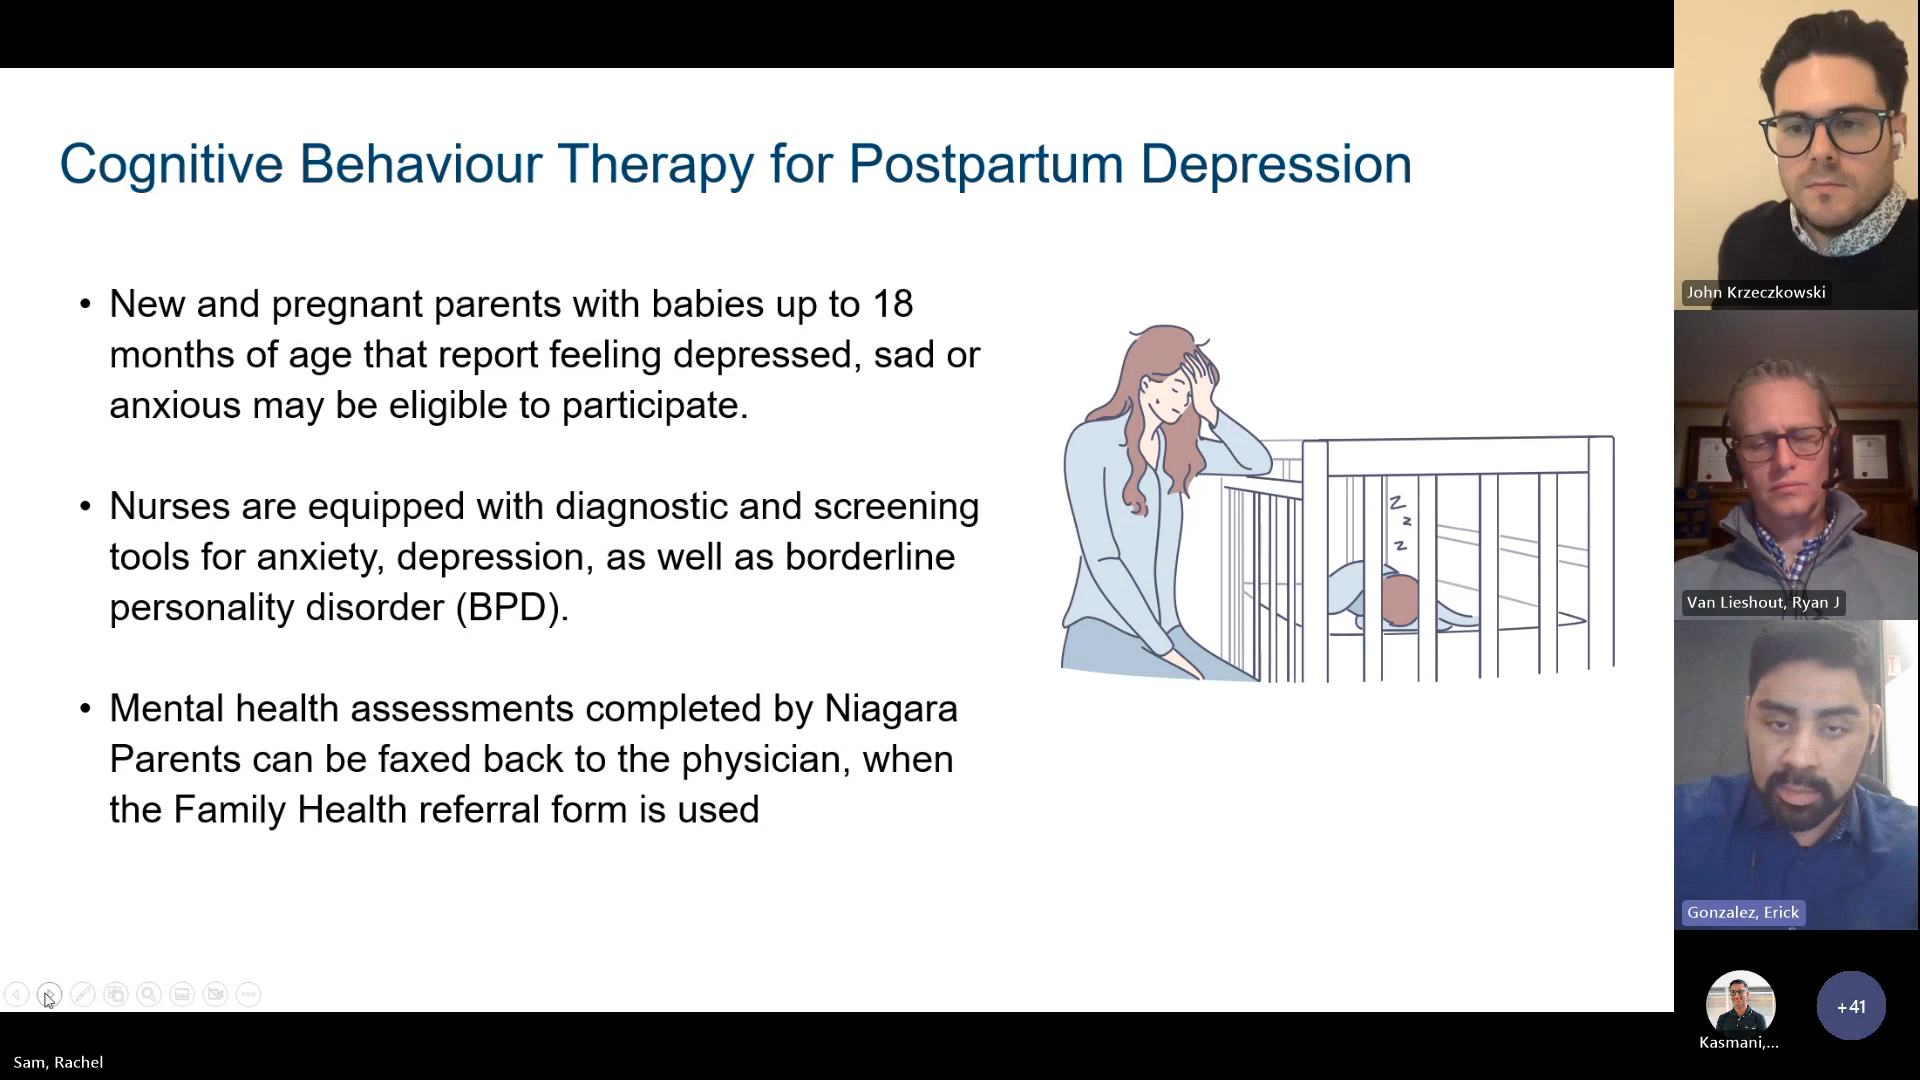 Cognitive Behaviour Therapy for Postpartum Depression
• New and pregnant parents with babies up to 18
months of age that report feeling depressed, sad or
anxious may be eligible to participate.
• Nurses are equipped with diagnostic and screening
tools for anxiety, depression, as well as borderline
personality disorder (BPD).
• Mental health assessments completed by Niagara
Parents can be faxed back to the physician, when
the Family Health referral form is used
z
z
z
John Krzeczkowski
Van Lieshout, Ryan J
Gonzalez, Erick
Kasmani,...
+41
Sam, Rachel